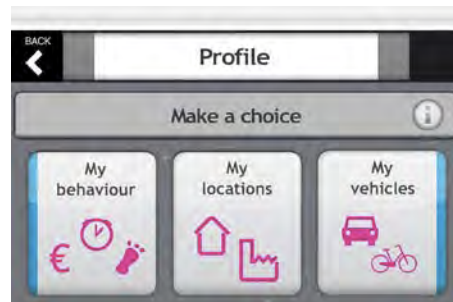 BACK
Profile
Make a choice
My
behaviour
My
locations
My
vehicles
€